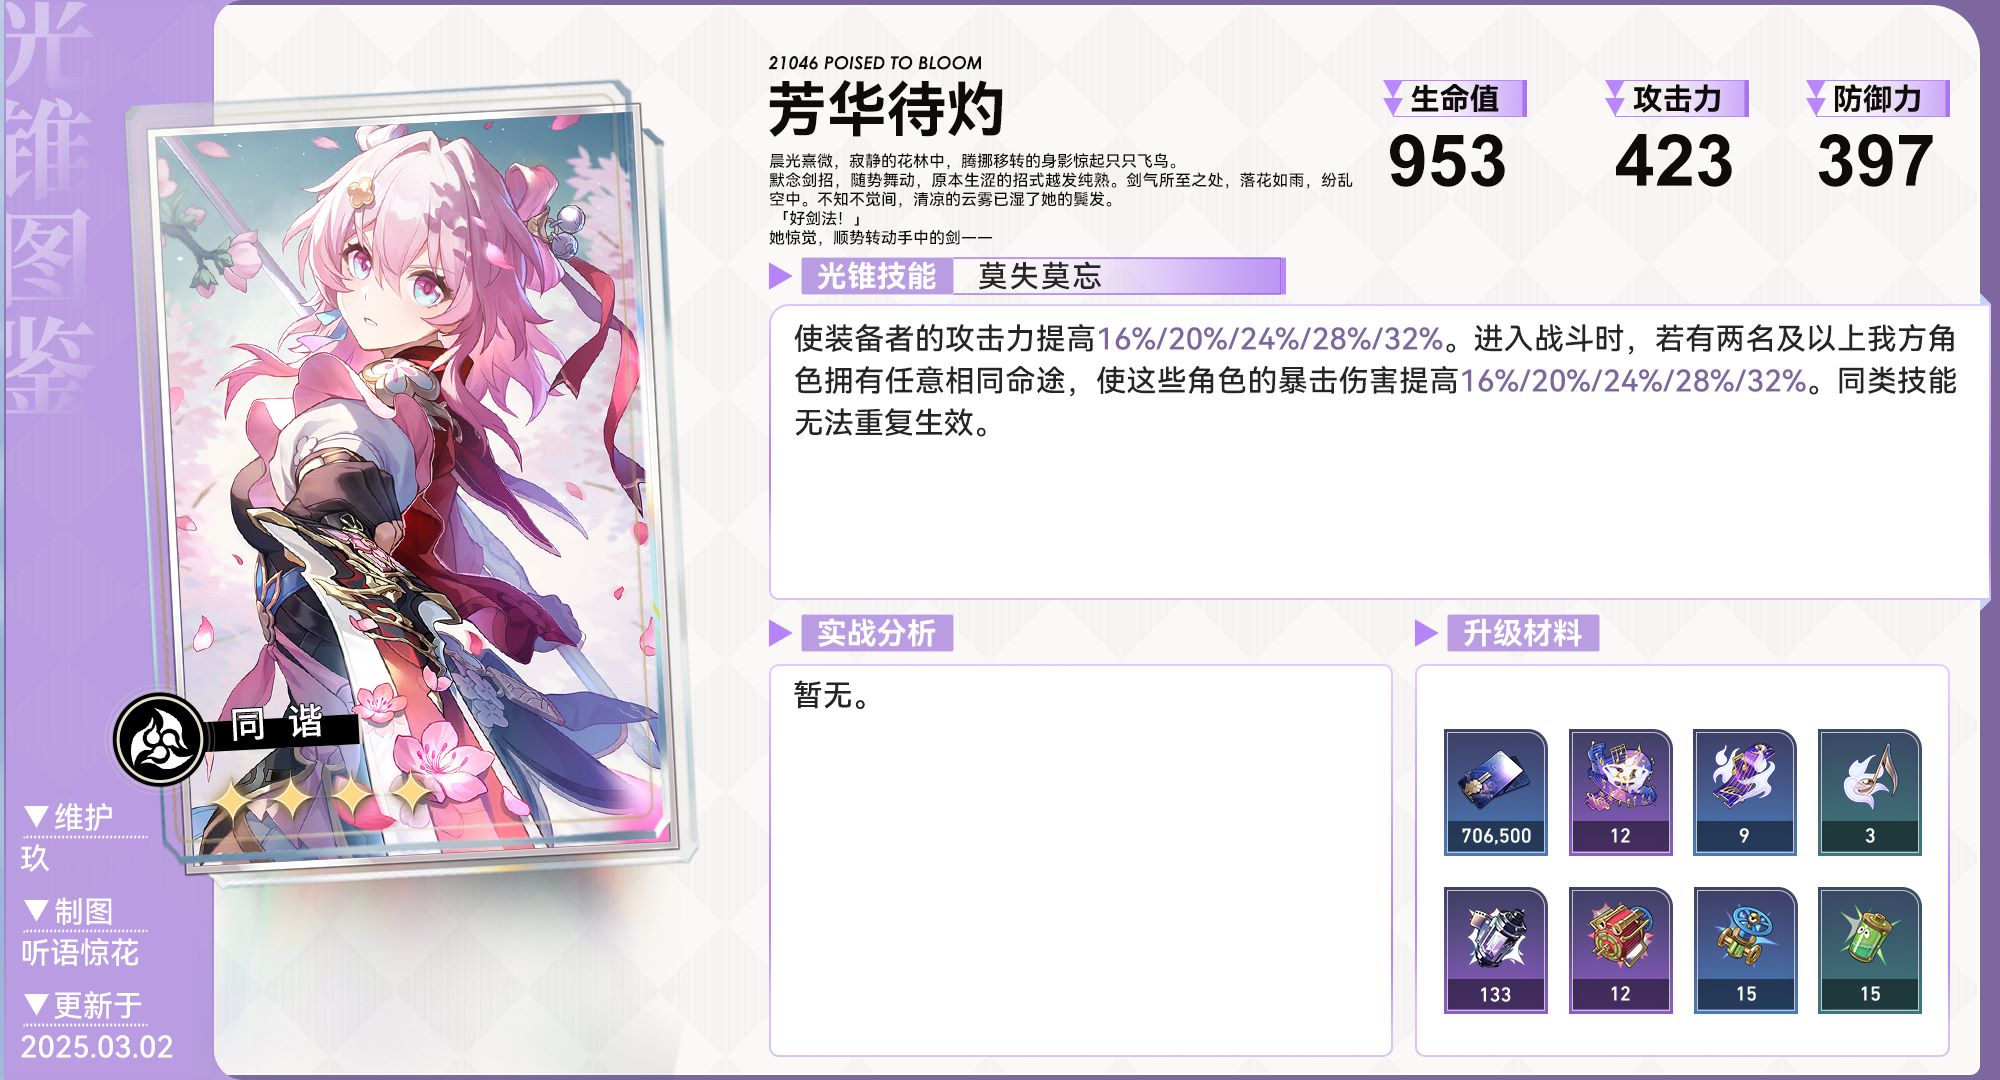 光锥图鉴
21046 POISED TO BLOOM
芳华待灼
晨光熹微，寂静的花林中，腾挪移转的身影惊起只只飞鸟。
默念剑招，随势舞动，原本生涩的招式越发纯熟。剑气所至之处，落花如雨，纷乱
空中。不知不觉间，清凉的云雾已湿了她的鬓发。
「好剑法！」
她惊觉，顺势转动手中的剑——
生命值
953
攻击力
423
防御力
397
光锥技能 莫失莫忘
使装备者的攻击力提高16%/20%/24%/28%/32%。进入战斗时，若有两名及以上我方角
色拥有任意相同命途，使这些角色的暴击伤害提高16%/20%/24%/28%/32%。同类技能
无法重复生效。
同谐
实战分析
暂无。
升级材料
706,500 12 9 3
133 12 15 15
▼维护
玖
▼制图
听语惊花
▼更新于
2025.03.02